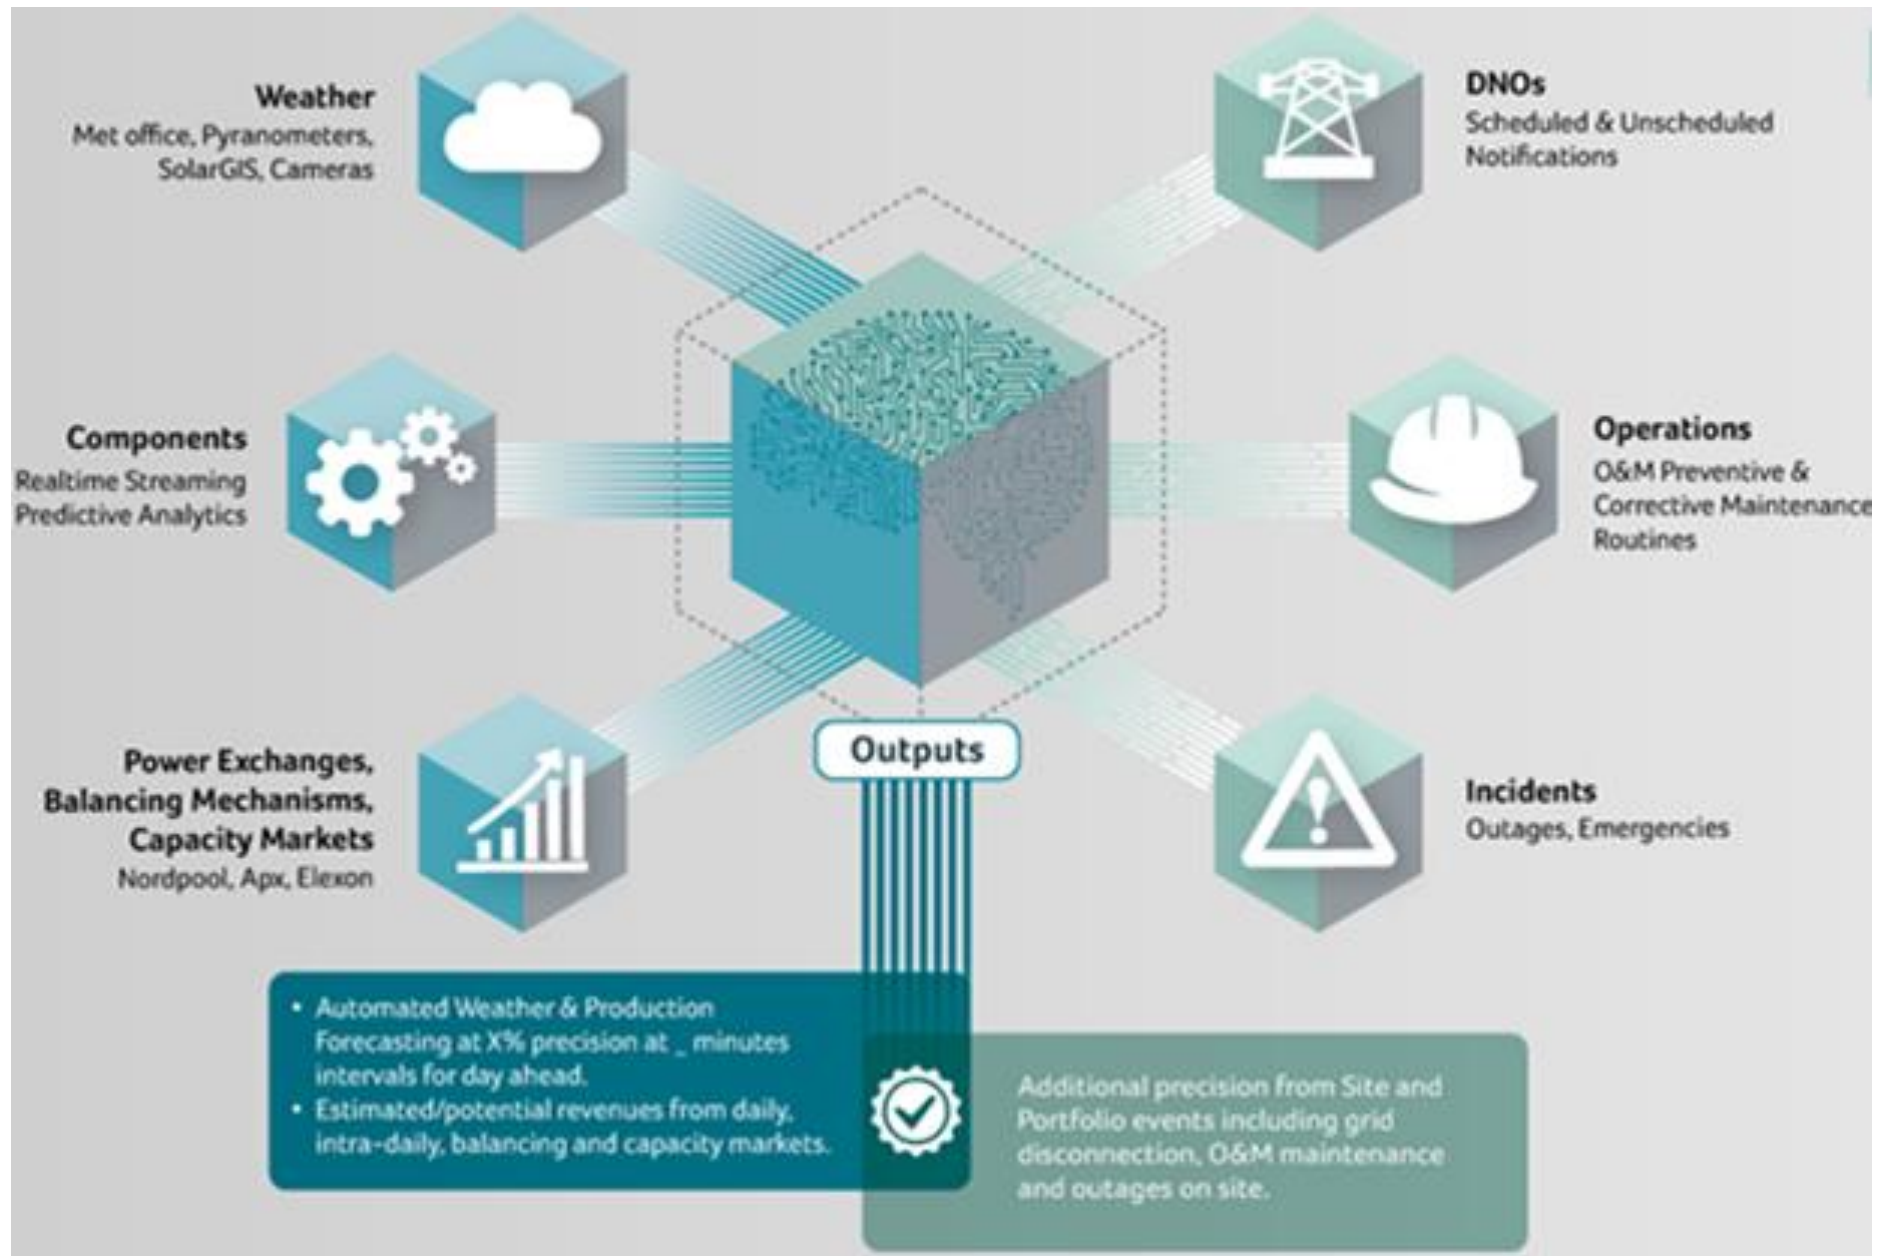 Weather
Met office, Pyranometers,
SolarGIS, Cameras
DNOs
Scheduled & Unscheduled
Notifications
Components
Realtime Streaming
Predictive Analytics
Operations
O&M Preventive &
Corrective Maintenance
Routines
Power Exchanges,
Balancing Mechanisms,
Capacity Markets
Nordpool, Apx, Elexon
Incidents
Outages, Emergencies
Outputs
• Automated Weather & Production
Forecasting at X% precision at _ minutes
intervals for day ahead.
• Estimated/potential revenues from daily,
intra-daily, balancing and capacity markets.
Additional precision from Site and
Portfolio events including grid
disconnection, O&M maintenance
and outages on site.